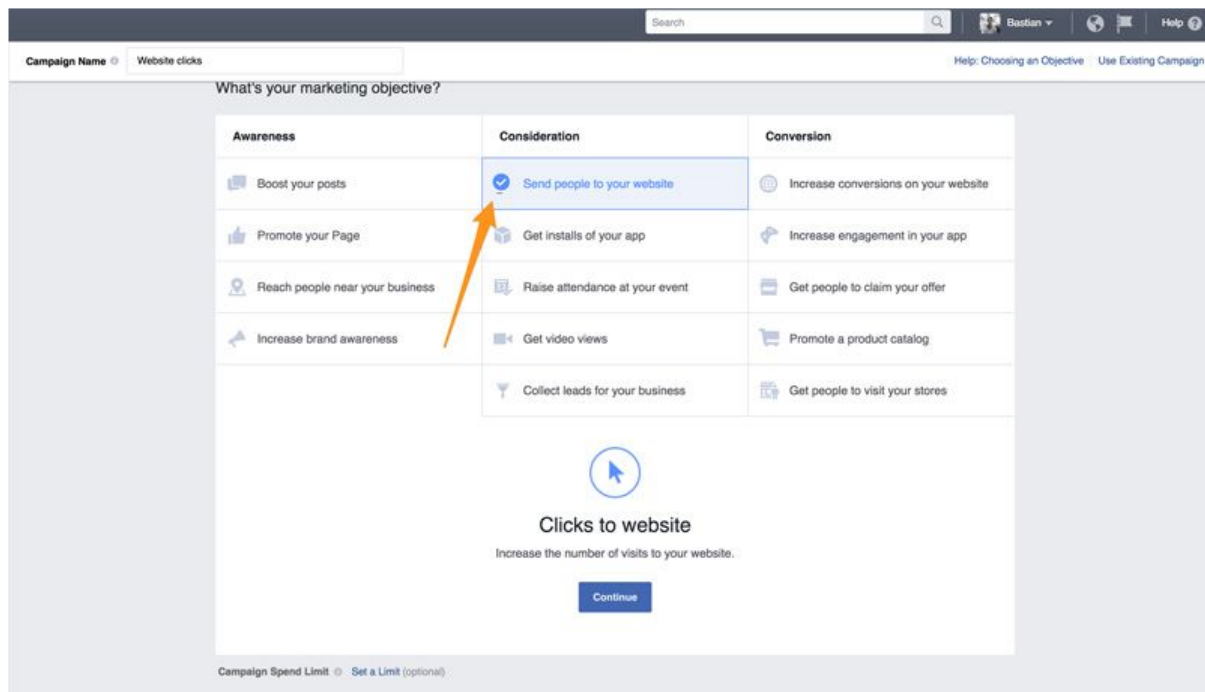 Search
Bastian
Help
Campaign Name
Website clicks
Help: Choosing an Objective
Use Existing Campaign
What's your marketing objective?
Awareness
Consideration
Conversion
Boost your posts
Send people to your website
Increase conversions on your website
Promote your Page
Get installs of your app
Increase engagement in your app
Reach people near your business
Raise attendance at your event
Get people to claim your offer
Increase brand awareness
Get video views
Promote a product catalog
Collect leads for your business
Get people to visit your stores
Clicks to website
Increase the number of visits to your website.
Continue
Campaign Spend Limit Set a Limit (optional)